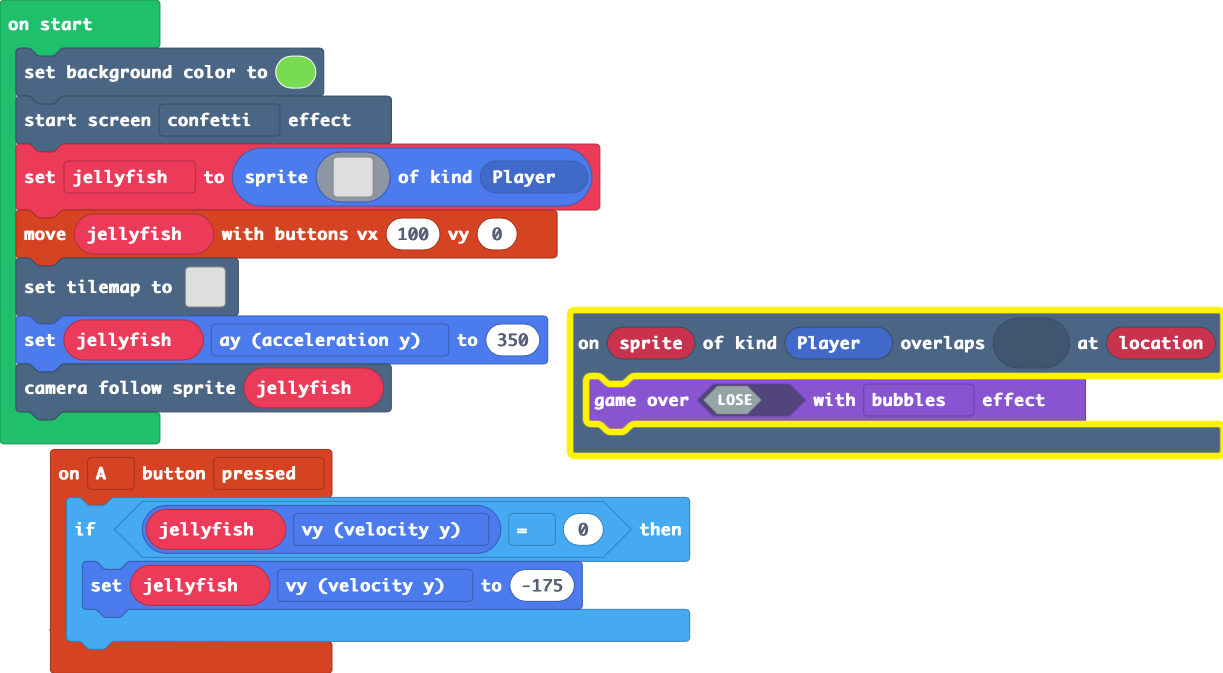 on start
set background color to
start screen confetti effect
set jellyfish to sprite of kind Player
move jellyfish with buttons vx 100 vy 0
set tilemap to
set jellyfish ay (acceleration y) to 350
camera follow sprite jellyfish
on sprite of kind Player overlaps at location
game over LOSE with bubbles effect
on A button pressed
if jellyfish vy (velocity y) = 0 then
set jellyfish vy (velocity y) to -175